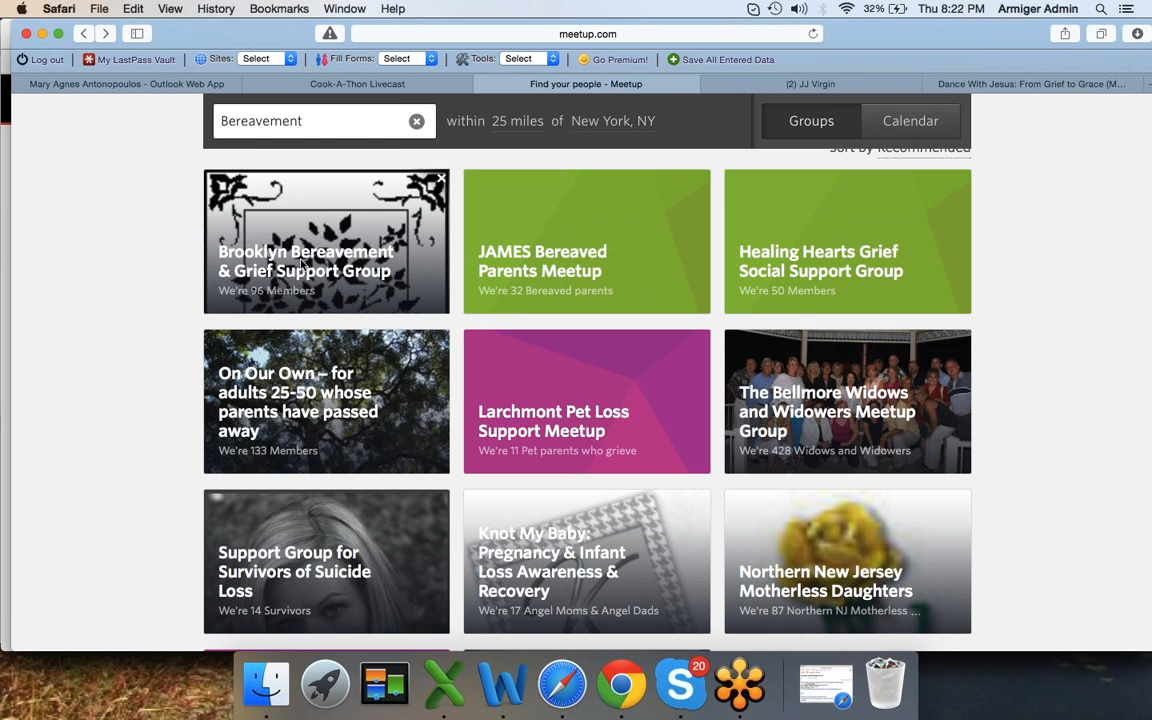 Safari File Edit View History Bookmarks Window Help 32% Thu 8:22 PM Armiger Admin
meetup.com
Log out My LastPass Vault Sites: Select Fill Forms: Select Tools: Select Go Premium! Save All Entered Data
Mary Agnes Antonopoulos - Outlook Web App Cook-A-Thon Livecast Find your people - Meetup (2) JJ Virgin Dance With Jesus: From Grief to Grace (M...
Bereavement within 25 miles of New York, NY Groups Calendar
Sort by Recommended
Brooklyn Bereavement
& Grief Support Group
We're 96 Members
JAMES Bereaved
Parents Meetup
We're 32 Bereaved parents
Healing Hearts Grief
Social Support Group
We're 50 Members
On Our Own – for
adults 25-50 whose
parents have passed
away
We're 133 Members
Larchmont Pet Loss
Support Meetup
We're 11 Pet parents who grieve
The Bellmore Widows
and Widowers Meetup
Group
We're 428 Widows and Widowers
Support Group for
Survivors of Suicide
Loss
We're 14 Survivors
Knot My Baby:
Pregnancy & Infant
Loss Awareness &
Recovery
We're 17 Angel Moms & Angel Dads
Northern New Jersey
Motherless Daughters
We're 87 Northern NJ Motherless ...
20